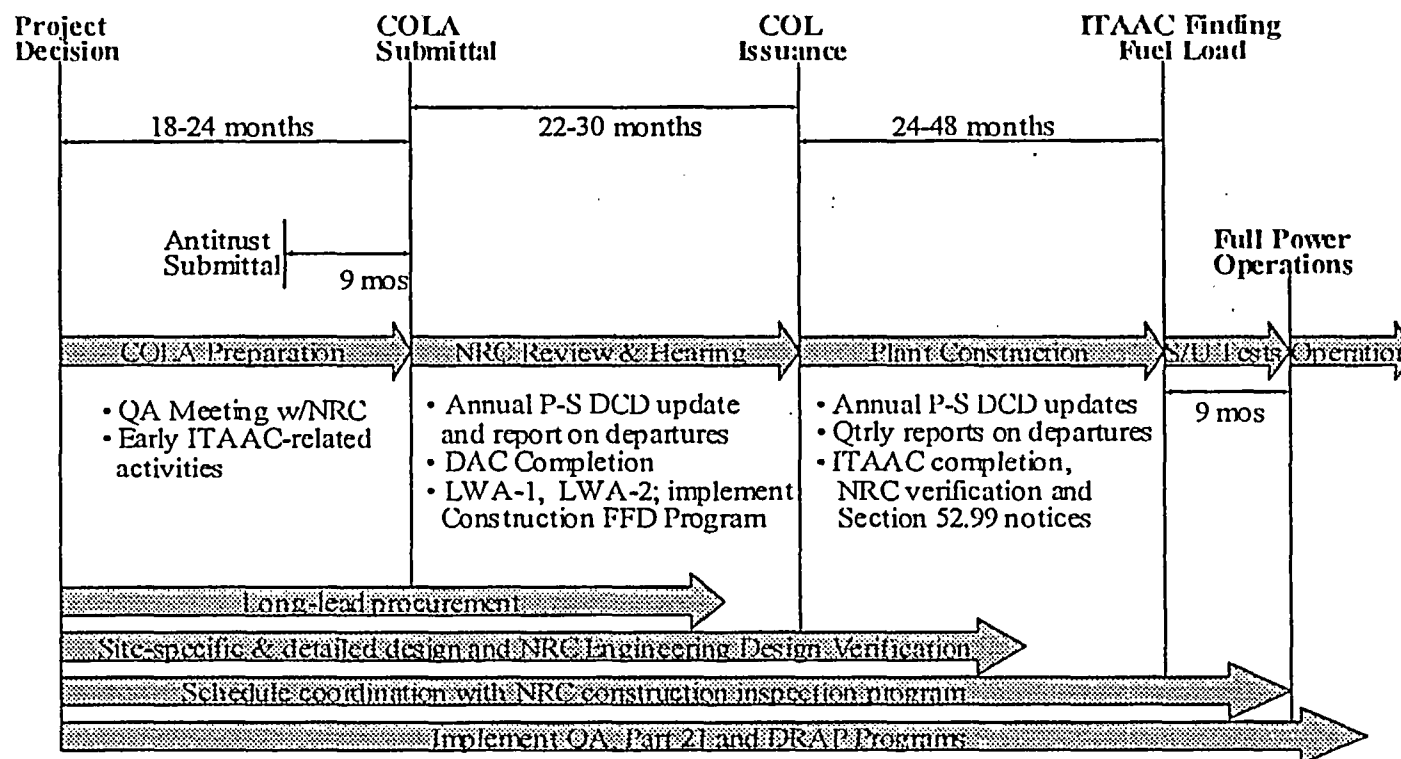 Project
Decision
COLA
Submittal
COL
Issuance
ITAAC Finding
Fuel Load
18-24 months
22-30 months
24-48 months
Antitrust
Submittal
9 mos
Full Power
Operations
COLA Preparation
NRC Review & Hearing
Plant Construction
S/U Tests
Operation
• QA Meeting w/NRC
• Early ITAAC-related
activities
• Annual P-S DCD update
and report on departures
• DAC Completion
• LWA-1, LWA-2; implement
Construction FFD Program
• Annual P-S DCD updates
• Qtrly reports on departures
• ITAAC completion,
NRC verification and
Section 52.99 notices
9 mos
Long-lead procurement
Site-specific & detailed design and NRC Engineering Design Verification
Schedule coordination with NRC construction inspection program
Implement QA, Part 21 and DRAP Programs